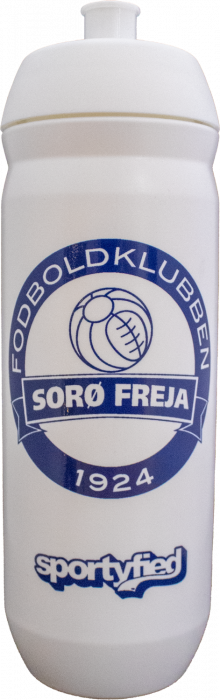 FODBOLDKLUBBEN
SORØ FREJA
1924
sportyfied